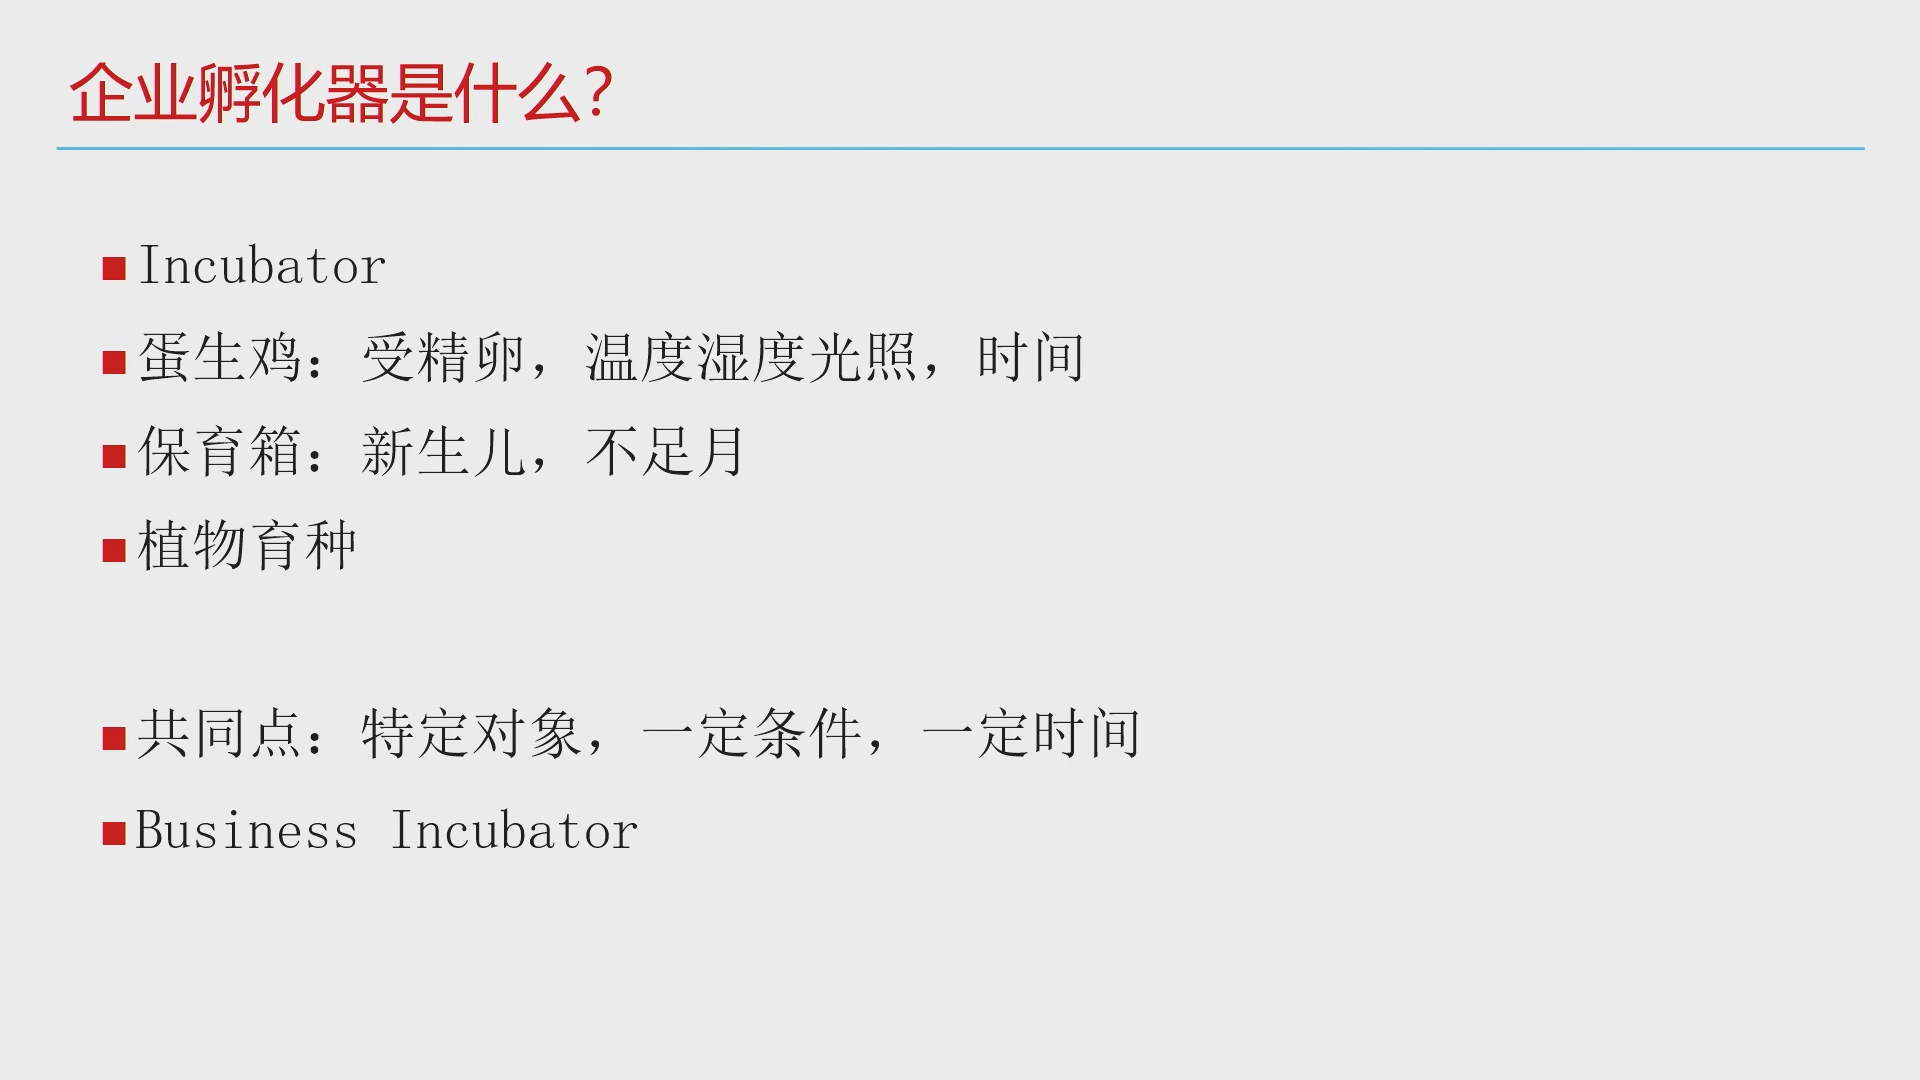 企业孵化器是什么？
■Incubator
■蛋生鸡：受精卵，温度湿度光照，时间
■保育箱：新生儿，不足月
■植物育种
■共同点：特定对象，一定条件，一定时间
■Business Incubator